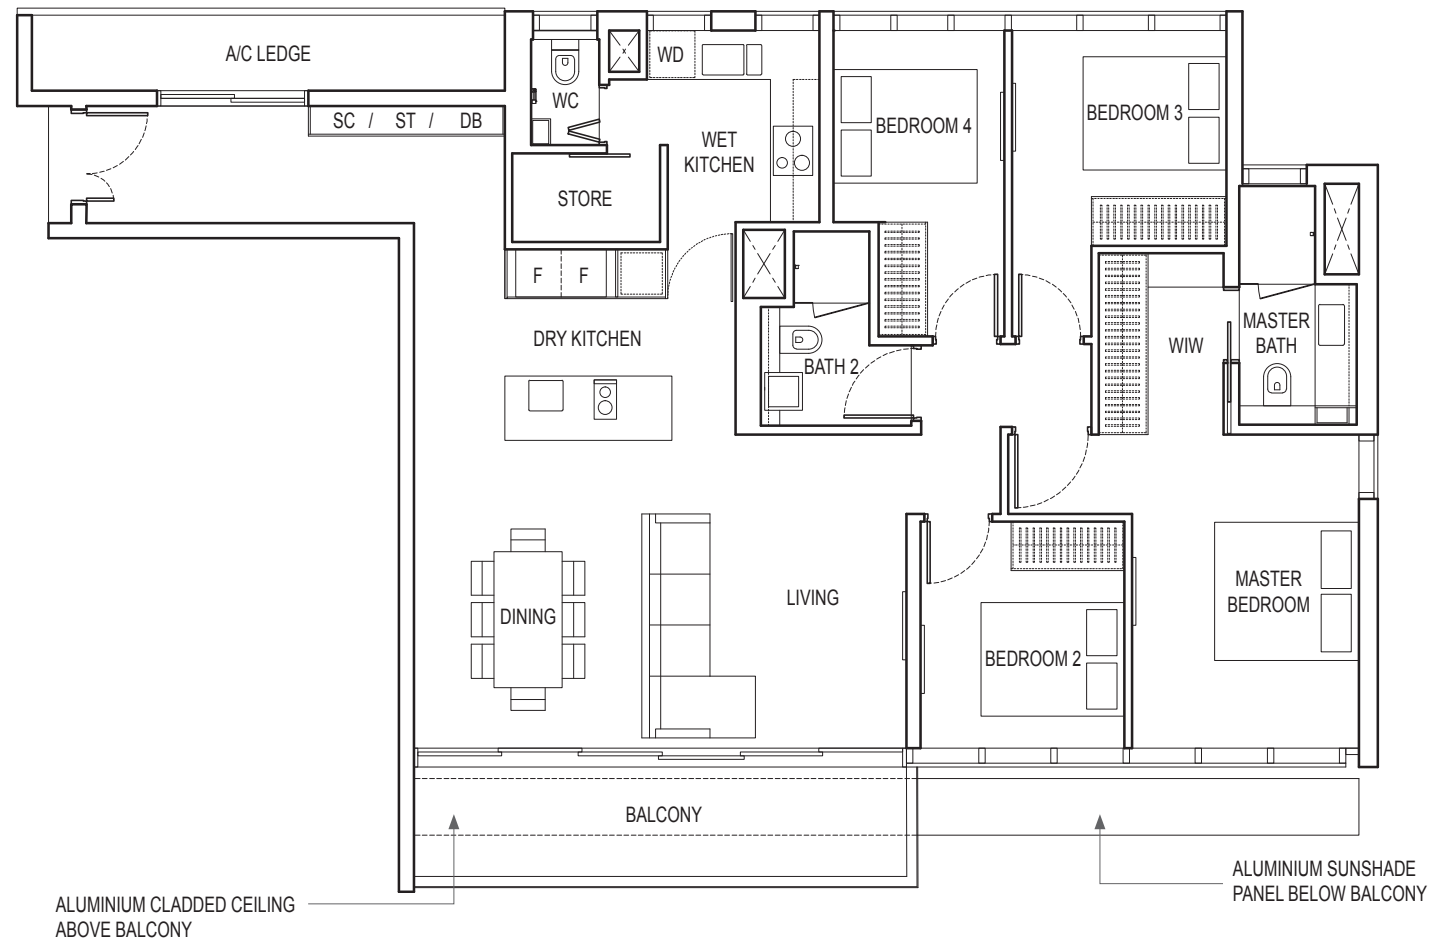 A/C LEDGE
SC / ST / DB
WC
WD
WET
KITCHEN
STORE
F F
DRY KITCHEN
BATH 2
BEDROOM 4
BEDROOM 3
WIW
MASTER
BATH
DINING
LIVING
BEDROOM 2
MASTER
BEDROOM
BALCONY
ALUMINIUM CLADDED CEILING
ABOVE BALCONY
ALUMINIUM SUNSHADE
PANEL BELOW BALCONY